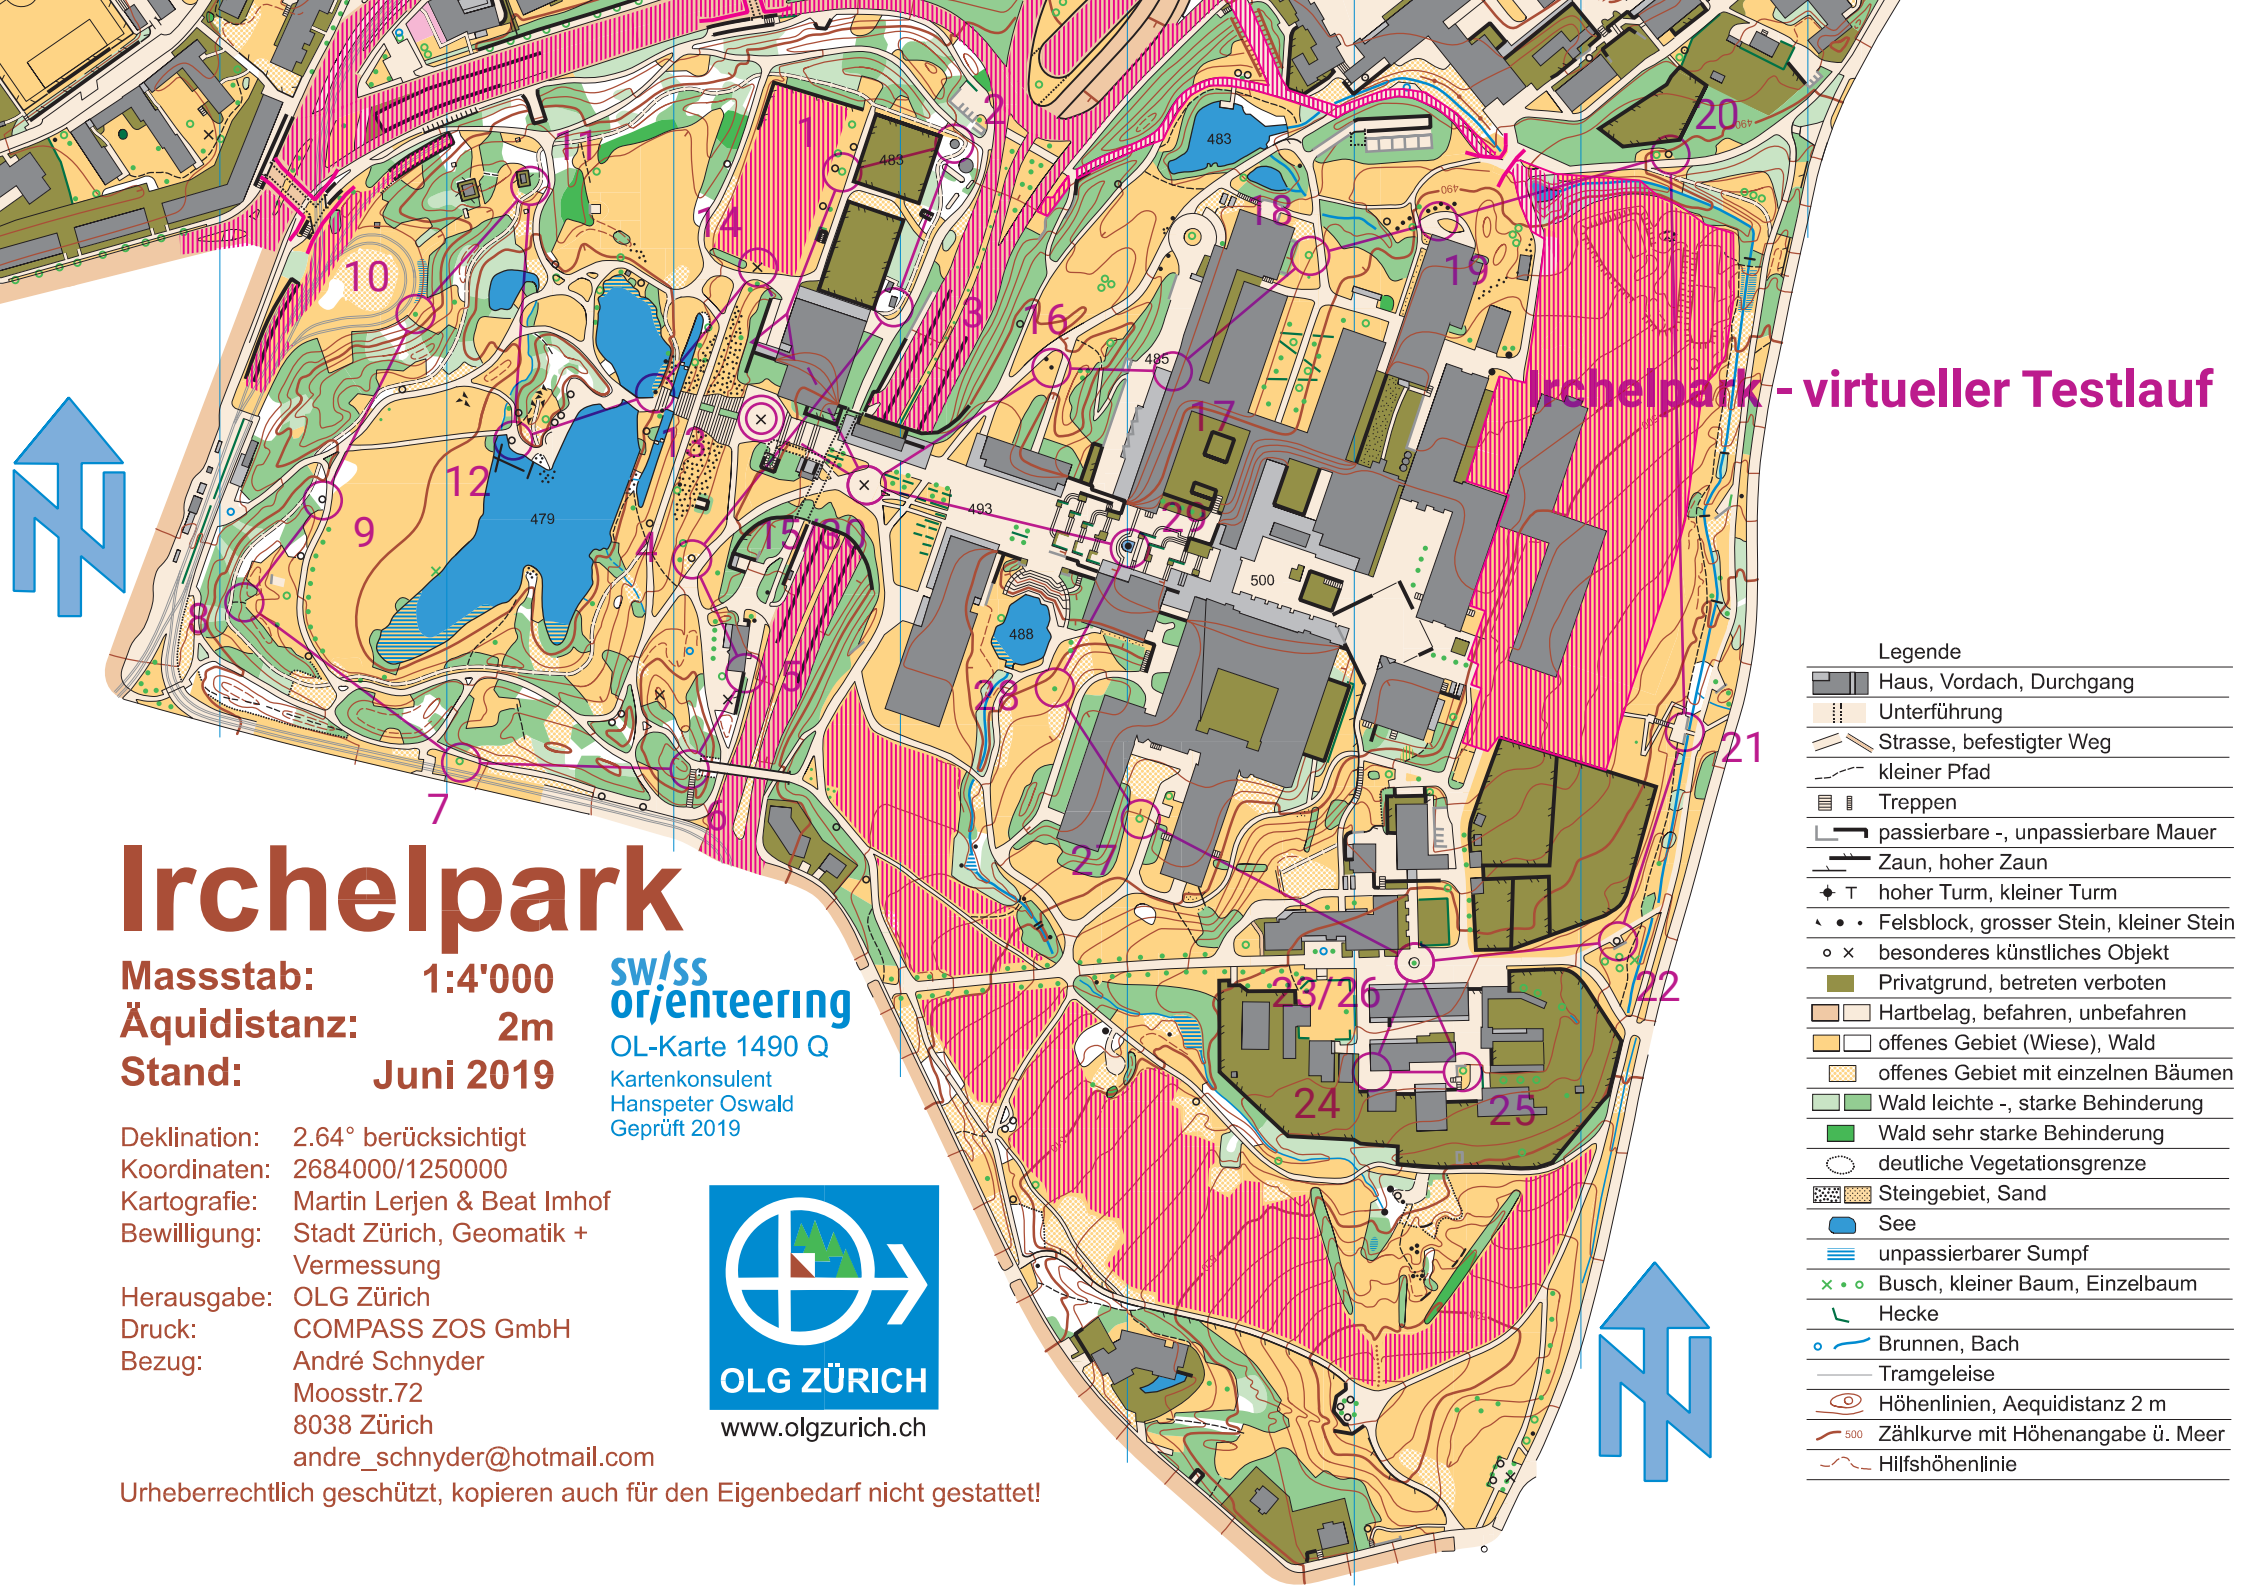 Irchelpark - virtueller Testlauf
1
2
3
4
5
6
7
8
9
10
11
12
13
14
15/30
16
17
18
19
20
21
22
23/26
24
25
27
28
29
483
483
479
485
493
488
500
490
490
500
510
520
Irchelpark
Massstab: 1:4'000
Äquidistanz: 2m
Stand: Juni 2019
swiss
orienteering
OL-Karte 1490 Q
Kartenkonsulent
Hanspeter Oswald
Geprüft 2019
Deklination: 2.64° berücksichtigt
Koordinaten: 2684000/1250000
Kartografie: Martin Lerjen & Beat Imhof
Bewilligung: Stadt Zürich, Geomatik +
Vermessung
Herausgabe: OLG Zürich
Druck: COMPASS ZOS GmbH
Bezug: André Schnyder
Moosstr.72
8038 Zürich
andre_schnyder@hotmail.com
Urheberrechtlich geschützt, kopieren auch für den Eigenbedarf nicht gestattet!
OLG ZÜRICH
www.olgzurich.ch
N
N
Legende
Haus, Vordach, Durchgang
Unterführung
Strasse, befestigter Weg
kleiner Pfad
Treppen
passierbare -, unpassierbare Mauer
Zaun, hoher Zaun
hoher Turm, kleiner Turm
Felsblock, grosser Stein, kleiner Stein
besonderes künstliches Objekt
Privatgrund, betreten verboten
Hartbelag, befahren, unbefahren
offenes Gebiet (Wiese), Wald
offenes Gebiet mit einzelnen Bäumen
Wald leichte -, starke Behinderung
Wald sehr starke Behinderung
deutliche Vegetationsgrenze
Steingebiet, Sand
See
unpassierbarer Sumpf
Busch, kleiner Baum, Einzelbaum
Hecke
Brunnen, Bach
Tramgeleise
Höhenlinien, Aequidistanz 2 m
500 Zählkurve mit Höhenangabe ü. Meer
Hilfshöhenlinie